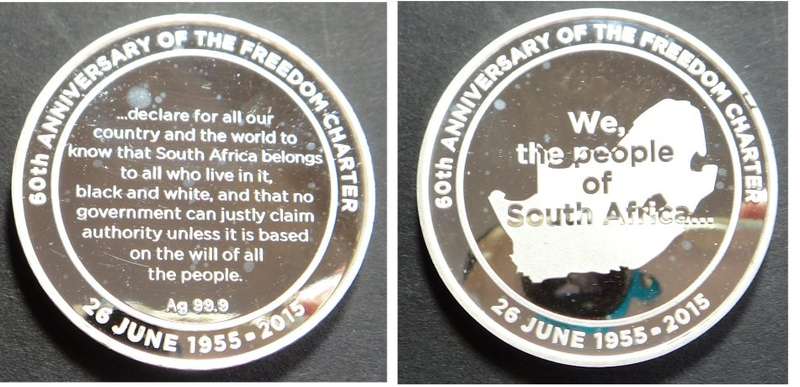 60th ANNIVERSARY OF THE FREEDOM CHARTER
...declare for all our
country and the world to
know that South Africa belongs
to all who live in it,
black and white, and that no
government can justly claim
authority unless it is based
on the will of all
the people.
Ag 99.9
26 JUNE 1955 ▪ 2015
60th ANNIVERSARY OF THE FREEDOM CHARTER
We,
the people
of
South Africa...
26 JUNE 1955 ▪ 2015